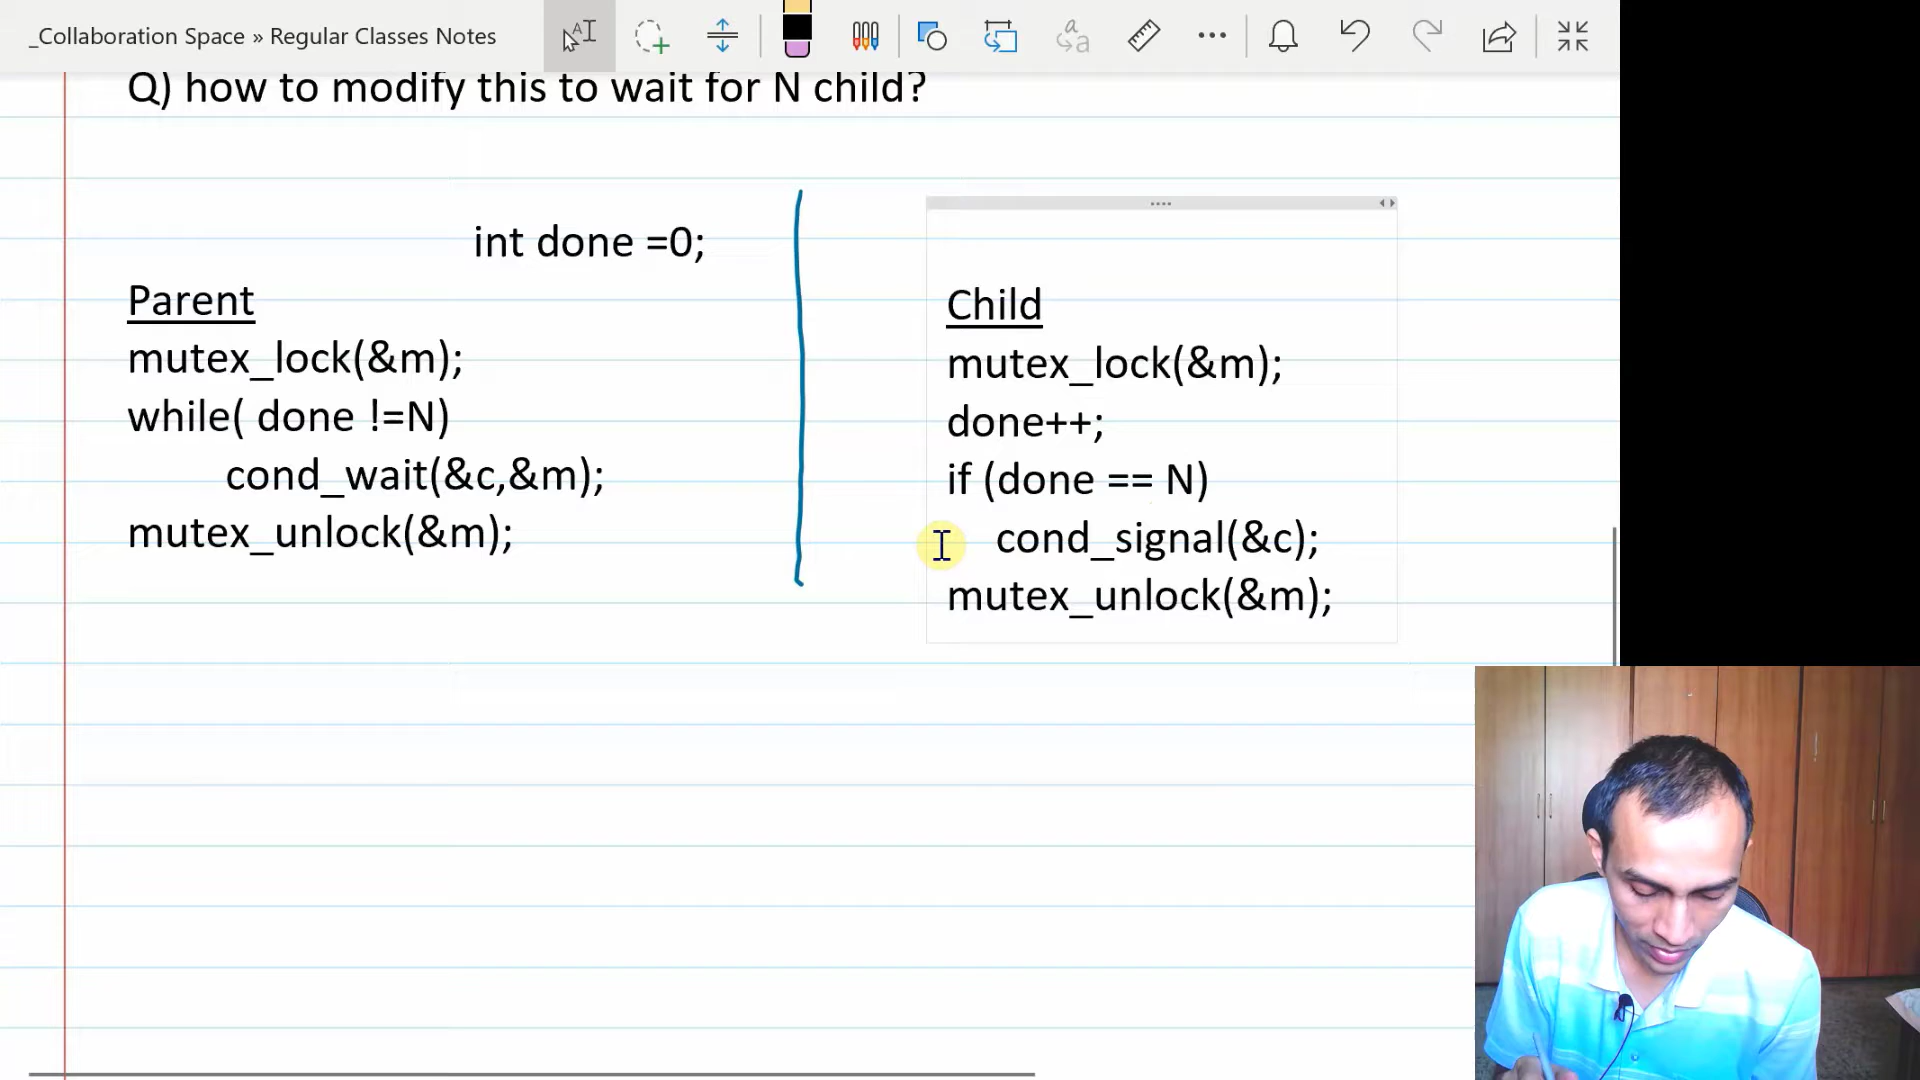 _Collaboration Space » Regular Classes Notes
Q) how to modify this to wait for N child?
int done =0;
Parent
mutex_lock(&m);
while( done !=N)
cond_wait(&c,&m);
mutex_unlock(&m);
Child
mutex_lock(&m);
done++;
if (done == N)
cond_signal(&c);
mutex_unlock(&m);